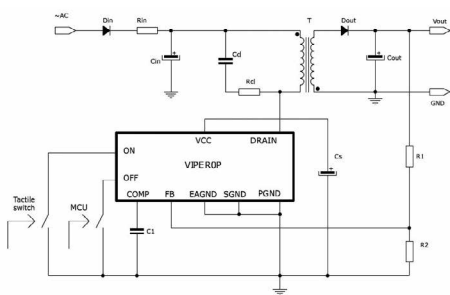 ~AC
Din
Rin
T
Dout
Vout
Cin
Cd
Rcl
Cout
GND
VCC
DRAIN
ON
VIPER0P
Cs
R1
OFF
COMP
FB
EAGND
SGND
PGND
Tactile
switch
MCU
C1
R2